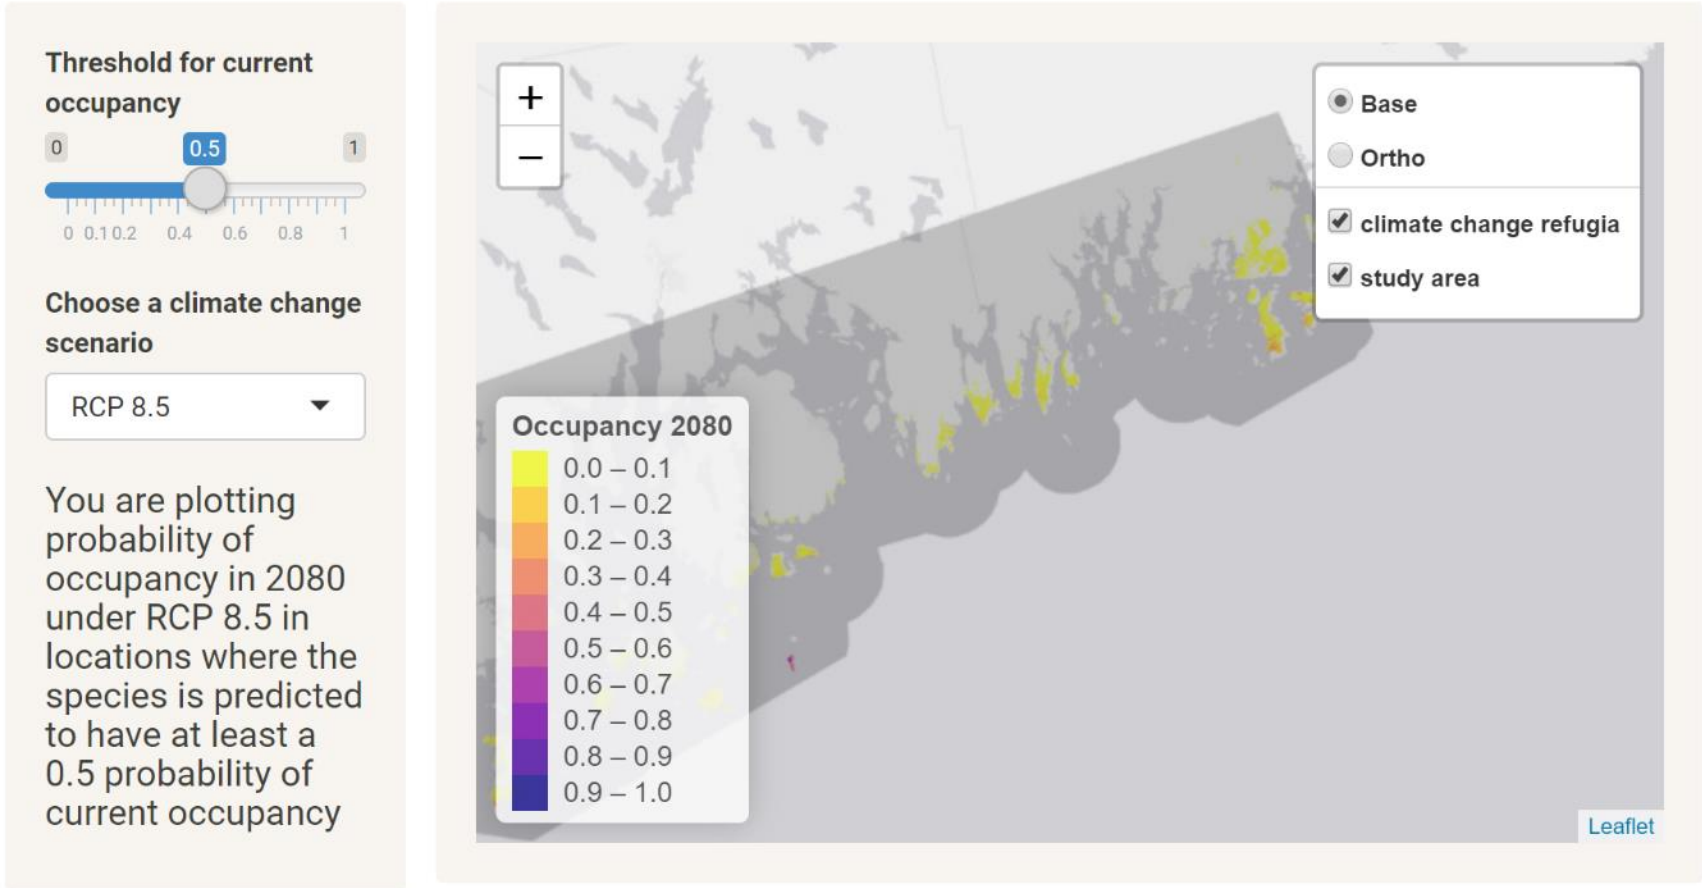 Threshold for current
occupancy
0 0.5 1
0 0.1 0.2 0.4 0.6 0.8 1
Choose a climate change
scenario
RCP 8.5
You are plotting
probability of
occupancy in 2080
under RCP 8.5 in
locations where the
species is predicted
to have at least a
0.5 probability of
current occupancy
+
−
Base
Ortho
climate change refugia
study area
Occupancy 2080
0.0 – 0.1
0.1 – 0.2
0.2 – 0.3
0.3 – 0.4
0.4 – 0.5
0.5 – 0.6
0.6 – 0.7
0.7 – 0.8
0.8 – 0.9
0.9 – 1.0
Leaflet